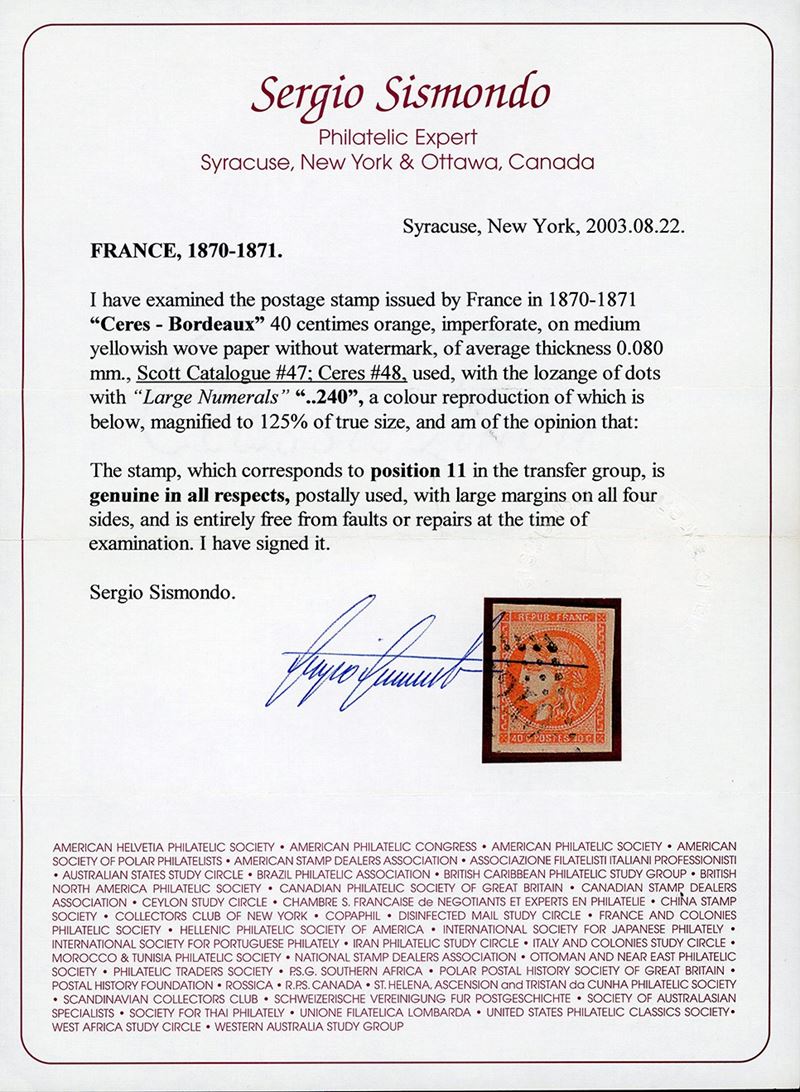 Sergio Sismondo
Philatelic Expert
Syracuse, New York & Ottawa, Canada
Syracuse, New York, 2003.08.22.
FRANCE, 1870-1871.
I have examined the postage stamp issued by France in 1870-1871
“Ceres - Bordeaux” 40 centimes orange, imperforate, on medium
yellowish wove paper without watermark, of average thickness 0.080
mm., Scott Catalogue #47; Ceres #48, used, with the lozange of dots
with “Large Numerals” “..240”, a colour reproduction of which is
below, magnified to 125% of true size, and am of the opinion that:
The stamp, which corresponds to position 11 in the transfer group, is
genuine in all respects, postally used, with large margins on all four
sides, and is entirely free from faults or repairs at the time of
examination. I have signed it.
Sergio Sismondo.
Sergio Sismondo
REPUB·FRANC
40 C POSTES 40 C
AMERICAN HELVETIA PHILATELIC SOCIETY • AMERICAN PHILATELIC CONGRESS • AMERICAN PHILATELIC SOCIETY • AMERICAN
SOCIETY OF POLAR PHILATELISTS • AMERICAN STAMP DEALERS ASSOCIATION • ASSOCIAZIONE FILATELISTI ITALIANI PROFESSIONISTI
• AUSTRALIAN STATES STUDY CIRCLE • BRAZIL PHILATELIC ASSOCIATION • BRITISH CARIBBEAN PHILATELIC STUDY GROUP • BRITISH
NORTH AMERICA PHILATELIC SOCIETY • CANADIAN PHILATELIC SOCIETY OF GREAT BRITAIN • CANADIAN STAMP DEALERS
ASSOCIATION • CEYLON STUDY CIRCLE • CHAMBRE S. FRANCAISE de NEGOTIANTS ET EXPERTS EN PHILATELIE • CHINA STAMP
SOCIETY • COLLECTORS CLUB OF NEW YORK • COPAPHIL • DISINFECTED MAIL STUDY CIRCLE • FRANCE AND COLONIES
PHILATELIC SOCIETY • HELLENIC PHILATELIC SOCIETY OF AMERICA • INTERNATIONAL SOCIETY FOR JAPANESE PHILATELY •
INTERNATIONAL SOCIETY FOR PORTUGUESE PHILATELY • IRAN PHILATELIC STUDY CIRCLE • ITALY AND COLONIES STUDY CIRCLE •
MOROCCO & TUNISIA PHILATELIC SOCIETY • NATIONAL STAMP DEALERS ASSOCIATION • OTTOMAN AND NEAR EAST PHILATELIC
SOCIETY • PHILATELIC TRADERS SOCIETY • P.S.G. SOUTHERN AFRICA • POLAR POSTAL HISTORY SOCIETY OF GREAT BRITAIN •
POSTAL HISTORY FOUNDATION • ROSSICA • R.P.S. CANADA • ST. HELENA, ASCENSION and TRISTAN da CUNHA PHILATELIC SOCIETY
• SCANDINAVIAN COLLECTORS CLUB • SCHWEIZERISCHE VEREINIGUNG FUR POSTGESCHICHTE • SOCIETY OF AUSTRALASIAN
SPECIALISTS • SOCIETY FOR THAI PHILATELY • UNIONE FILATELICA LOMBARDA • UNITED STATES PHILATELIC CLASSICS SOCIETY•
WEST AFRICA STUDY CIRCLE • WESTERN AUSTRALIA STUDY GROUP